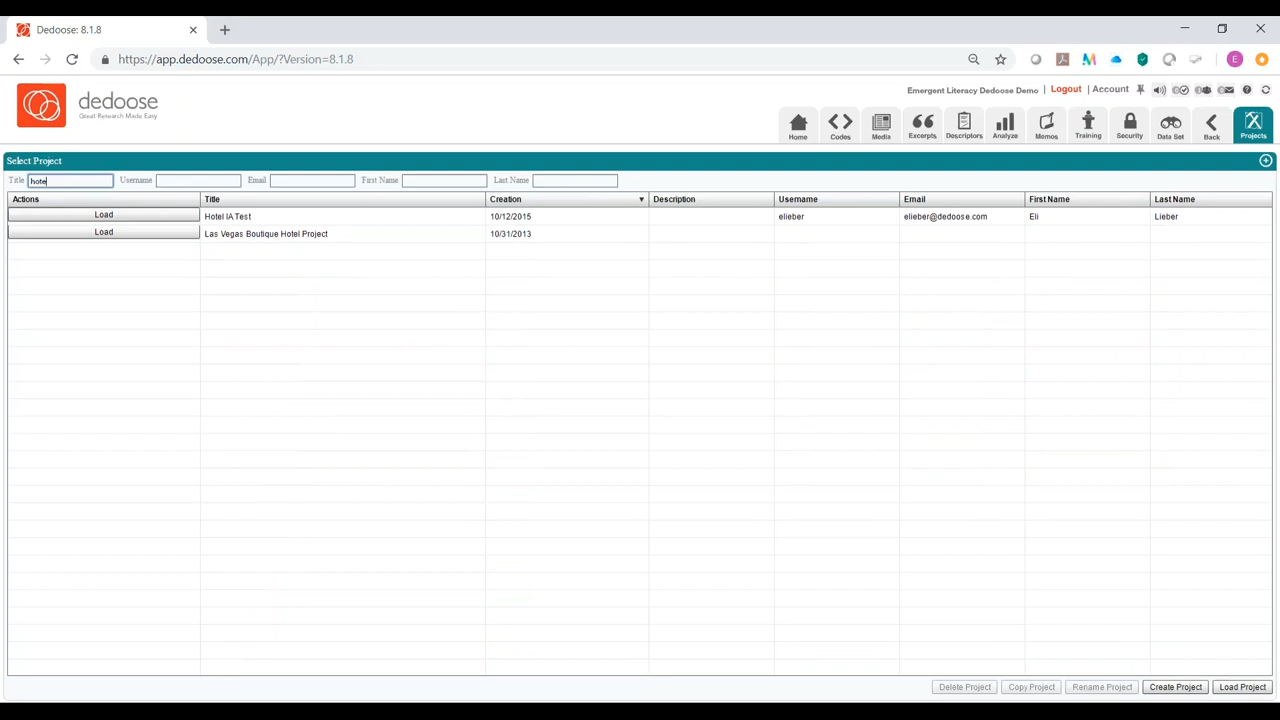 Dedoose: 8.1.8
https://app.dedoose.com/App/?Version=8.1.8
E
dedoose
Great Research Made Easy
Emergent Literacy Dedoose Demo Logout Account
Home Codes Media Excerpts Descriptors Analyze Memos Training Security Data Set Back Projects
Select Project
Title hote Username Email First Name Last Name
Actions Title Creation Description Username Email First Name Last Name
Load Hotel IA Test 10/12/2015 elieber elieber@dedoose.com Eli Lieber
Load Las Vegas Boutique Hotel Project 10/31/2013
Delete Project Copy Project Rename Project Create Project Load Project